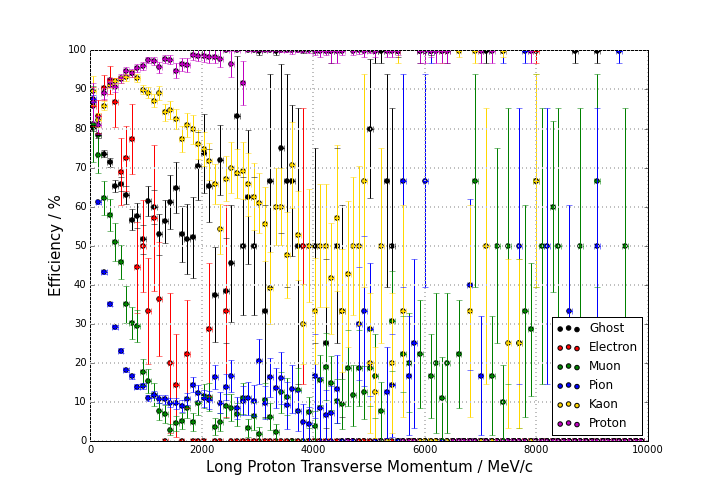 100
90
80
70
60
50
40
30
20
10
0
Efficiency / %
0
2000
4000
6000
8000
10000
Long Proton Transverse Momentum / MeV/c
Ghost
Electron
Muon
Pion
Kaon
Proton